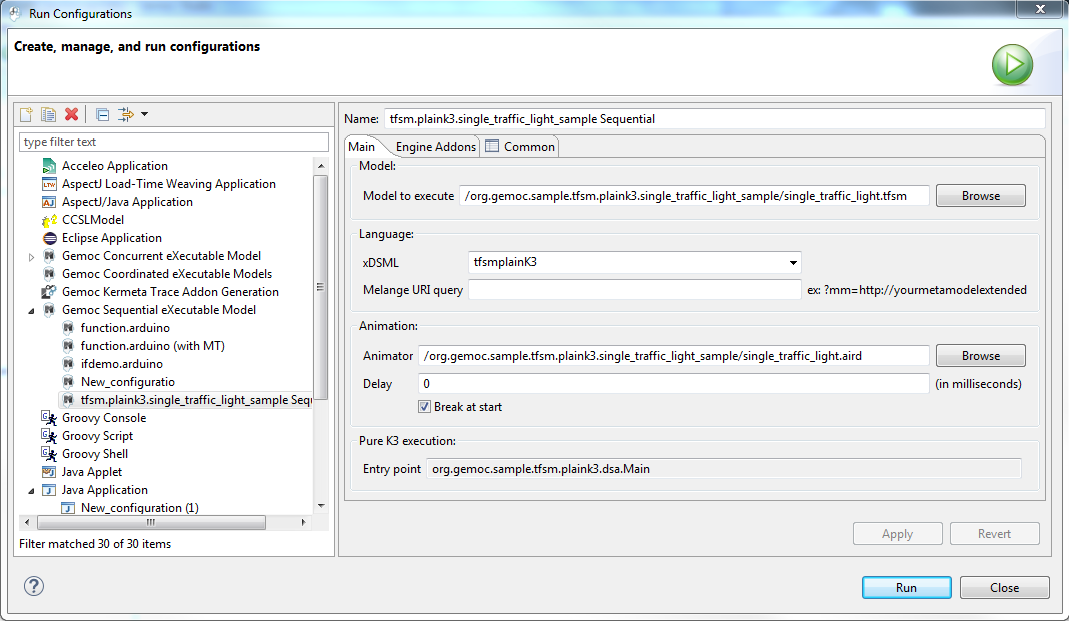 Run Configurations
Create, manage, and run configurations
type filter text
Acceleo Application
AspectJ Load-Time Weaving Application
AspectJ/Java Application
CCSLModel
Eclipse Application
Gemoc Concurrent eXecutable Model
Gemoc Coordinated eXecutable Models
Gemoc Kermeta Trace Addon Generation
Gemoc Sequential eXecutable Model
function.arduino
function.arduino (with MT)
ifdemo.arduino
New_configuratio
tfsm.plaink3.single_traffic_light_sample Sequ
Groovy Console
Groovy Script
Groovy Shell
Java Applet
Java Application
New_configuration (1)
Filter matched 30 of 30 items
Name: tfsm.plaink3.single_traffic_light_sample Sequential
Main Engine Addons Common
Model:
Model to execute /org.gemoc.sample.tfsm.plaink3.single_traffic_light_sample/single_traffic_light.tfsm Browse
Language:
xDSML tfsmplainK3
Melange URI query ex: ?mm=http://yourmetamodelextended
Animation:
Animator /org.gemoc.sample.tfsm.plaink3.single_traffic_light_sample/single_traffic_light.aird Browse
Delay 0 (in milliseconds)
Break at start
Pure K3 execution:
Entry point org.gemoc.sample.tfsm.plaink3.dsa.Main
Apply Revert
Run Close